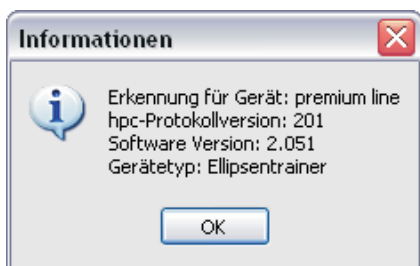 Informationen
Erkennung für Gerät: premium line
hpc-Protokollversion: 201
Software Version: 2.051
Gerätetyp: Ellipsentrainer
OK